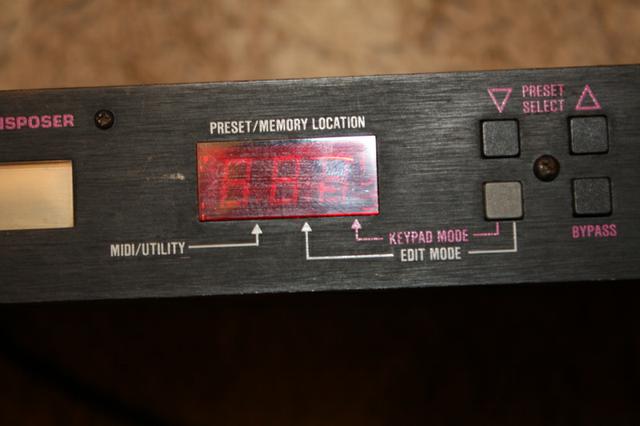 NSPOSER
PRESET/MEMORY LOCATION
PRESET
SELECT
MIDI/UTILITY
KEYPAD MODE
EDIT MODE
BYPASS